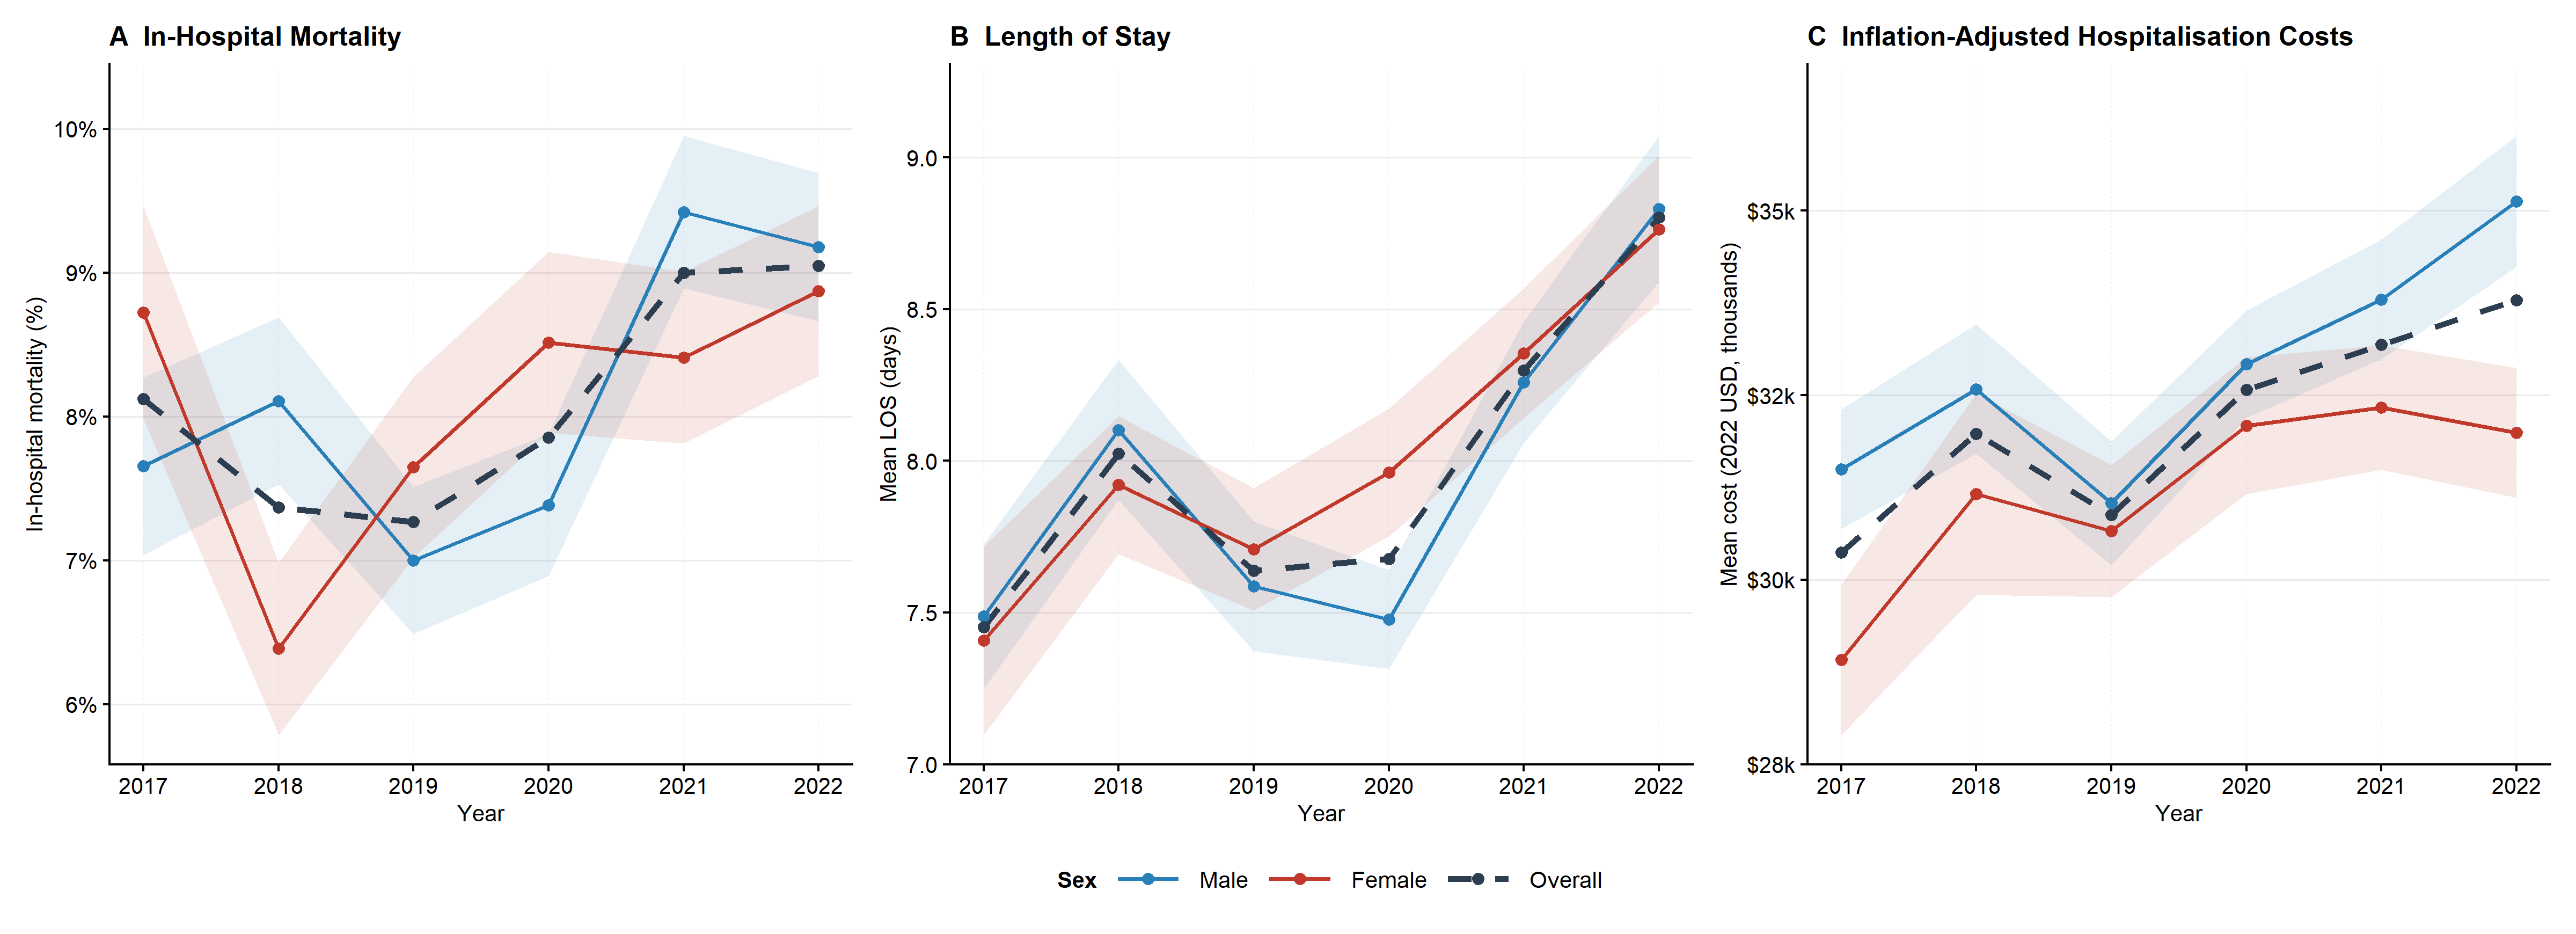 A In-Hospital Mortality
In-hospital mortality (%)
10%
9%
8%
7%
6%
2017 2018 2019 2020 2021 2022
Year
B Length of Stay
Mean LOS (days)
9.0
8.5
8.0
7.5
7.0
2017 2018 2019 2020 2021 2022
Year
C Inflation-Adjusted Hospitalisation Costs
Mean cost (2022 USD, thousands)
$35k
$32k
$30k
$28k
2017 2018 2019 2020 2021 2022
Year
Sex Male Female Overall